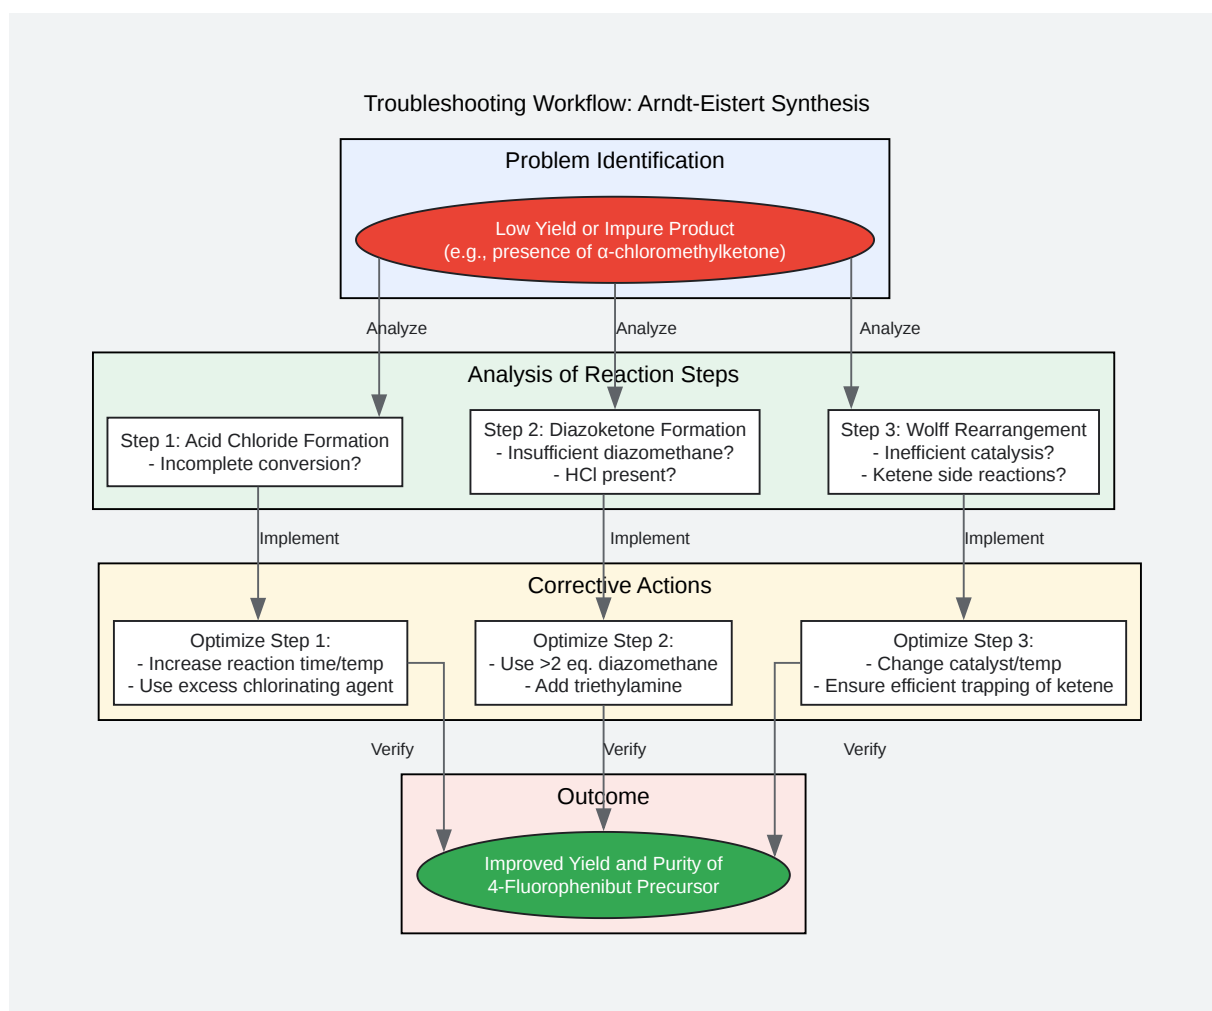 Troubleshooting Workflow: Arndt-Eistert Synthesis
Problem Identification
Low Yield or Impure Product
(e.g., presence of α-chloromethylketone)
Analyze
Analyze
Analyze
Analysis of Reaction Steps
Step 1: Acid Chloride Formation
- Incomplete conversion?
Step 2: Diazoketone Formation
- Insufficient diazomethane?
- HCl present?
Step 3: Wolff Rearrangement
- Inefficient catalysis?
- Ketene side reactions?
Implement
Implement
Implement
Corrective Actions
Optimize Step 1:
- Increase reaction time/temp
- Use excess chlorinating agent
Optimize Step 2:
- Use >2 eq. diazomethane
- Add triethylamine
Optimize Step 3:
- Change catalyst/temp
- Ensure efficient trapping of ketene
Verify
Verify
Verify
Outcome
Improved Yield and Purity of
4-Fluorophenibut Precursor